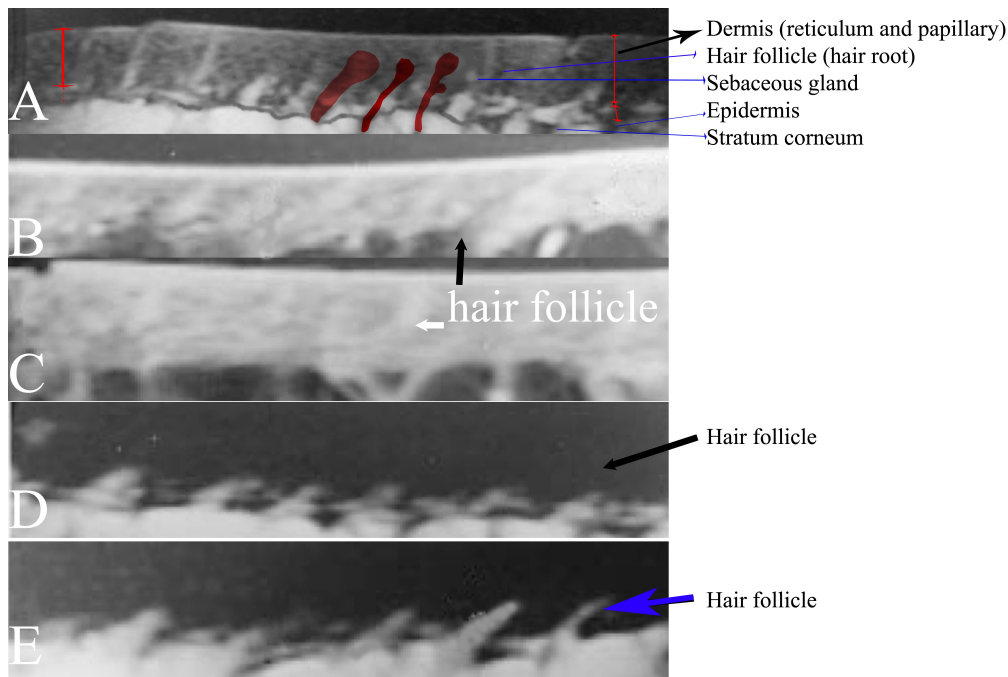 A
Dermis (reticulum and papillary)
Hair follicle (hair root)
Sebaceous gland
Epidermis
Stratum corneum
B
hair follicle
C
D
Hair follicle
E
Hair follicle